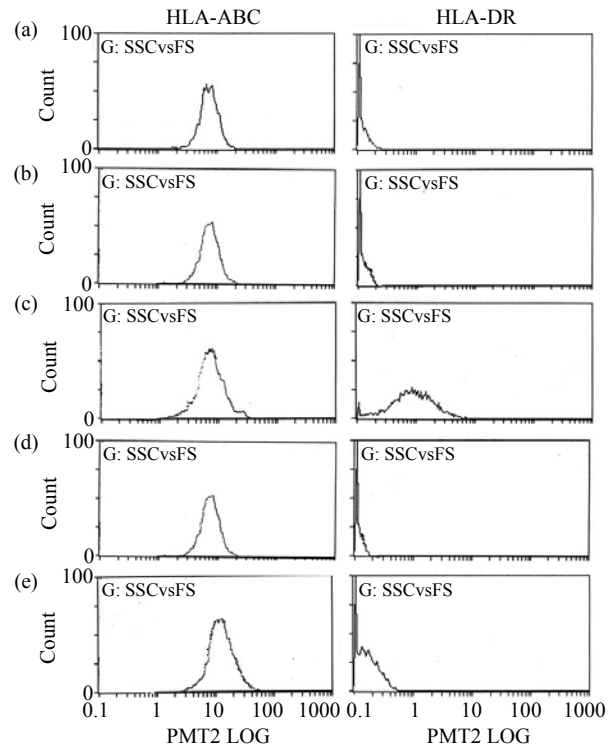 HLA-ABC HLA-DR
(a) 100 G: SSCvsFS G: SSCvsFS
Count
0
(b) 100 G: SSCvsFS G: SSCvsFS
Count
0
(c) 100 G: SSCvsFS G: SSCvsFS
Count
0
(d) 100 G: SSCvsFS G: SSCvsFS
Count
0
(e) 100 G: SSCvsFS G: SSCvsFS
Count
0
0.1 1 10 100 1000 0.1 1 10 100 1000
PMT2 LOG PMT2 LOG